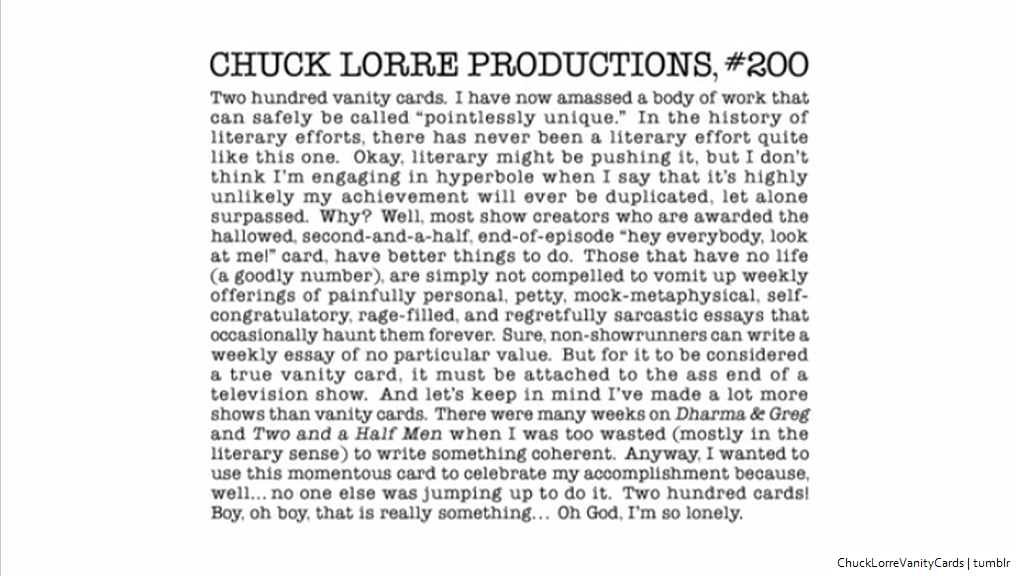 CHUCK LORRE PRODUCTIONS, #200
Two hundred vanity cards. I have now amassed a body of work that
can safely be called “pointlessly unique.” In the history of
literary efforts, there has never been a literary effort quite
like this one. Okay, literary might be pushing it, but I don’t
think I’m engaging in hyperbole when I say that it’s highly
unlikely my achievement will ever be duplicated, let alone
surpassed. Why? Well, most show creators who are awarded the
hallowed, second-and-a-half, end-of-episode “hey everybody, look
at me!” card, have better things to do. Those that have no life
(a goodly number), are simply not compelled to vomit up weekly
offerings of painfully personal, petty, mock-metaphysical, self-
congratulatory, rage-filled, and regretfully sarcastic essays that
occasionally haunt them forever. Sure, non-showrunners can write a
weekly essay of no particular value. But for it to be considered
a true vanity card, it must be attached to the ass end of a
television show. And let’s keep in mind I’ve made a lot more
shows than vanity cards. There were many weeks on Dharma & Greg
and Two and a Half Men when I was too wasted (mostly in the
literary sense) to write something coherent. Anyway, I wanted to
use this momentous card to celebrate my accomplishment because,
well... no one else was jumping up to do it. Two hundred cards!
Boy, oh boy, that is really something... Oh God, I’m so lonely.
ChuckLorreVanityCards | tumblr